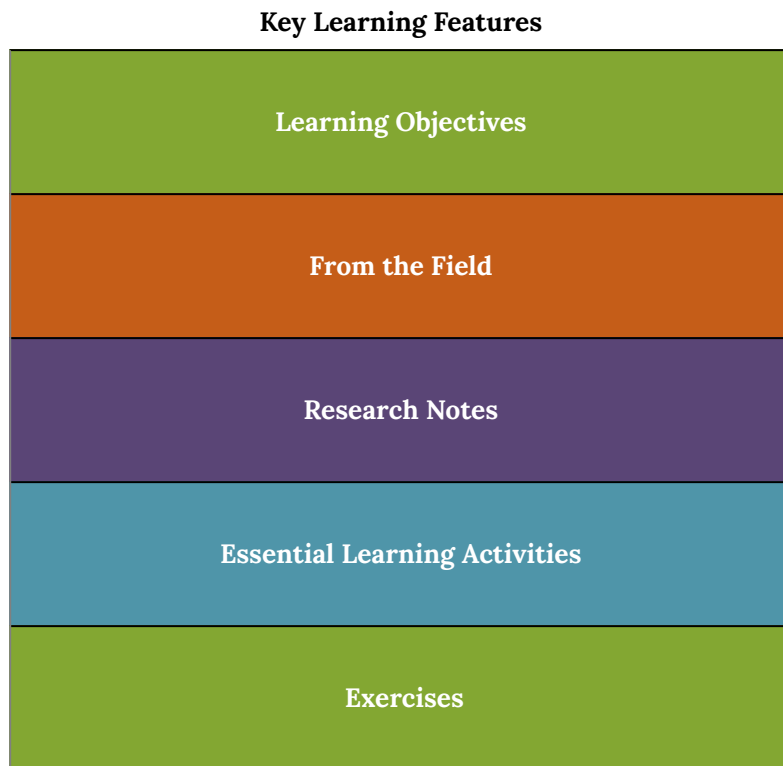 Key Learning Features
Learning Objectives
From the Field
Research Notes
Essential Learning Activities
Exercises